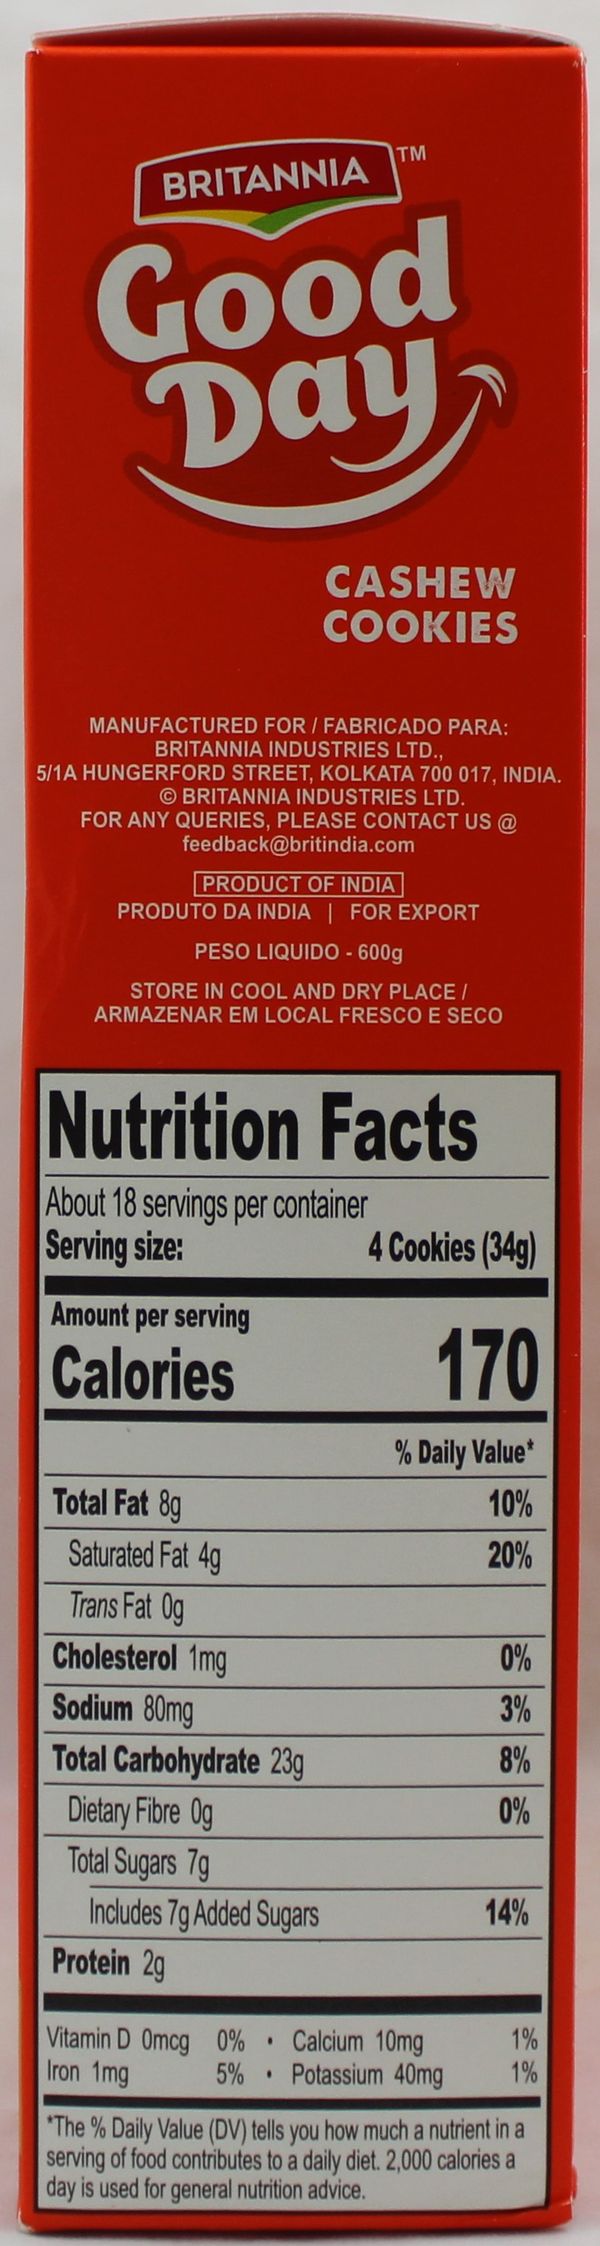 BRITANNIA TM
Good
Day
CASHEW
COOKIES
MANUFACTURED FOR / FABRICADO PARA:
BRITANNIA INDUSTRIES LTD.,
5/1A HUNGERFORD STREET, KOLKATA 700 017, INDIA.
© BRITANNIA INDUSTRIES LTD.
FOR ANY QUERIES, PLEASE CONTACT US @
feedback@britindia.com
PRODUCT OF INDIA
PRODUTO DA INDIA | FOR EXPORT
PESO LIQUIDO - 600g
STORE IN COOL AND DRY PLACE /
ARMAZENAR EM LOCAL FRESCO E SECO
Nutrition Facts
About 18 servings per container
Serving size: 4 Cookies (34g)
Amount per serving
Calories 170
% Daily Value*
Total Fat 8g 10%
Saturated Fat 4g 20%
Trans Fat 0g
Cholesterol 1mg 0%
Sodium 80mg 3%
Total Carbohydrate 23g 8%
Dietary Fibre 0g 0%
Total Sugars 7g
Includes 7g Added Sugars 14%
Protein 2g
Vitamin D 0mcg 0% • Calcium 10mg 1%
Iron 1mg 5% • Potassium 40mg 1%
*The % Daily Value (DV) tells you how much a nutrient in a
serving of food contributes to a daily diet. 2,000 calories a
day is used for general nutrition advice.